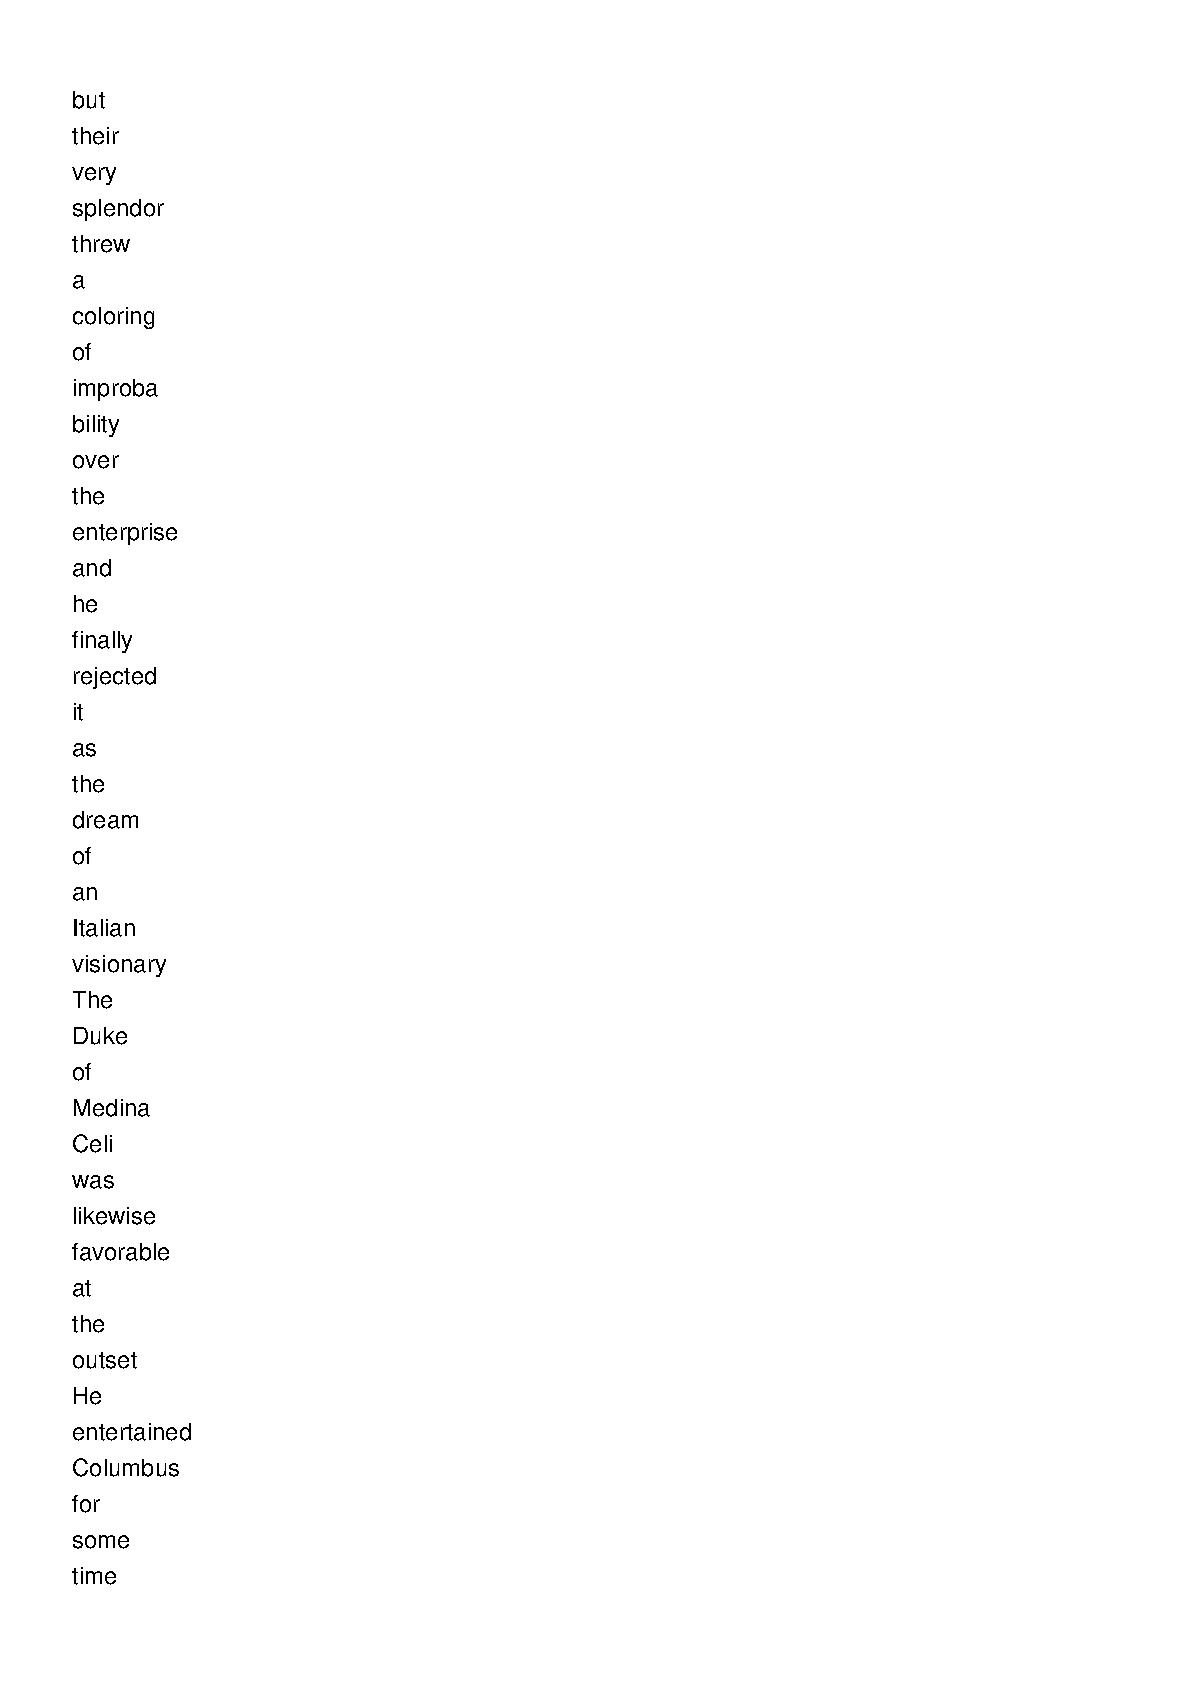 but
their
very
splendor
threw
a
coloring
of
improba
bility
over
the
enterprise
and
he
finally
rejected
it
as
the
dream
of
an
Italian
visionary
The
Duke
of
Medina
Celi
was
likewise
favorable
at
the
outset
He
entertained
Columbus
for
some
time